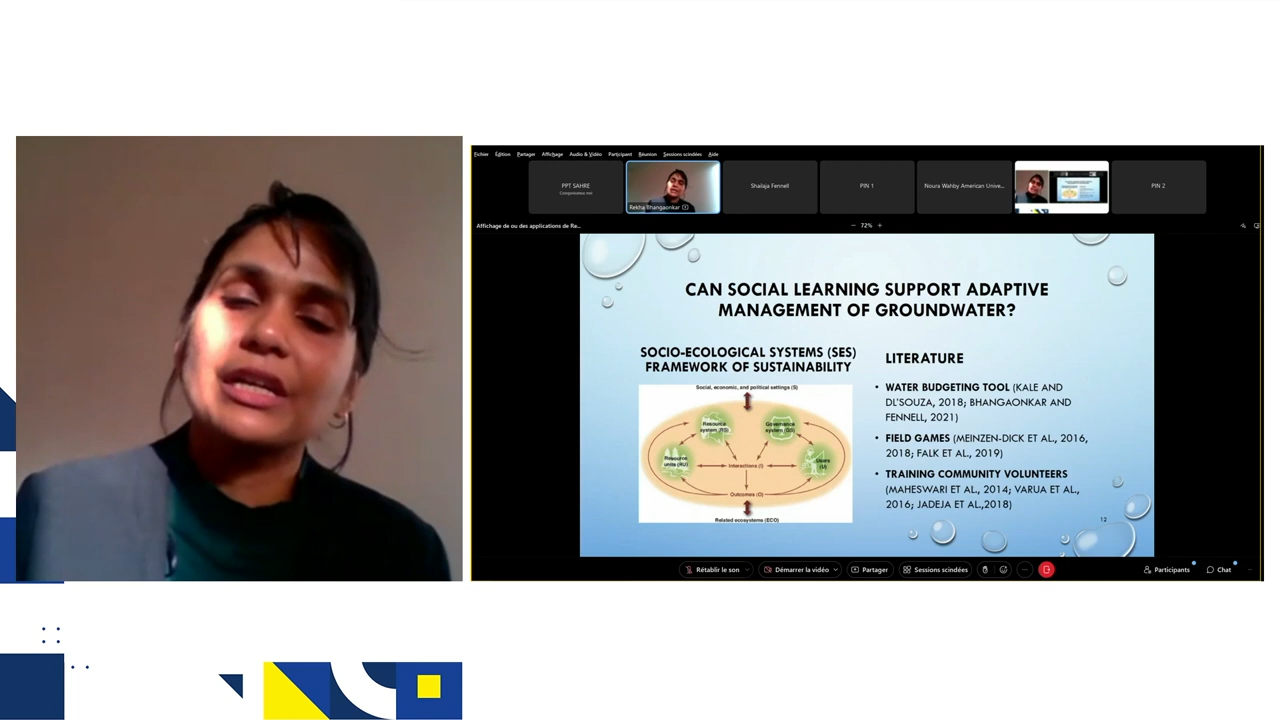 Fichier Édition Partager Affichage Audio & Vidéo Participant Réunion Sessions scindées Aide
PPT SAHRE
Rekha Bhangaonkar
Shailaja Fennell
PIN 1
Noura Wahby American Unive...
PIN 2
Affichage de ou des applications de Re...
72%
CAN SOCIAL LEARNING SUPPORT ADAPTIVE
MANAGEMENT OF GROUNDWATER?
SOCIO-ECOLOGICAL SYSTEMS (SES)
FRAMEWORK OF SUSTAINABILITY
Social, economic, and political settings (S)
Resource
system (RS)
Governance
system (GS)
Resource
units (RU)
Interactions (I)
Users
(U)
Outcomes (O)
Related ecosystems (ECO)
LITERATURE
• WATER BUDGETING TOOL (KALE AND
DL'SOUZA, 2018; BHANGAONKAR AND
FENNELL, 2021)
• FIELD GAMES (MEINZEN-DICK ET AL., 2016,
2018; FALK ET AL., 2019)
• TRAINING COMMUNITY VOLUNTEERS
(MAHESWARI ET AL., 2014; VARUA ET AL.,
2016; JADEJA ET AL.,2018)
12
Rétablir le son
Démarrer la vidéo
Partager
Sessions scindées
Participants
Chat